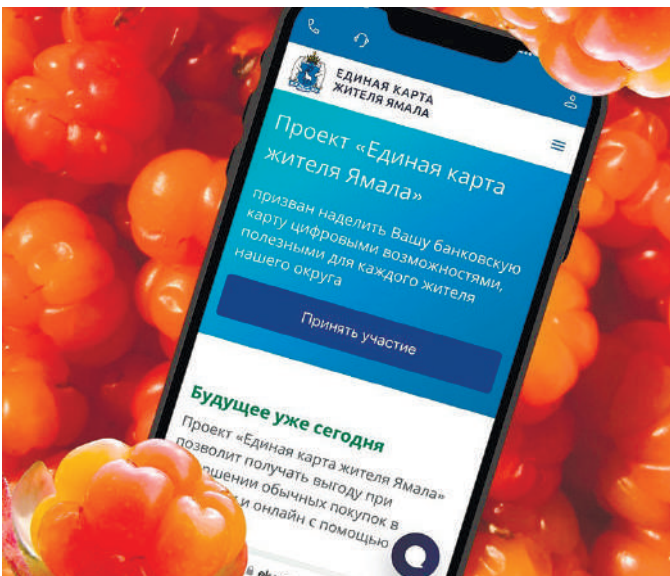 ЕДИНАЯ КАРТА
ЖИТЕЛЯ ЯМАЛА
Проект «Единая карта
жителя Ямала»
призван наделить Вашу банковскую
карту цифровыми возможностями,
полезными для каждого жителя
нашего округа
Принять участие
Будущее уже сегодня
Проект «Единая карта жителя Ямала»
позволит получать выгоду при
обычных покупок в
и онлайн с помощью